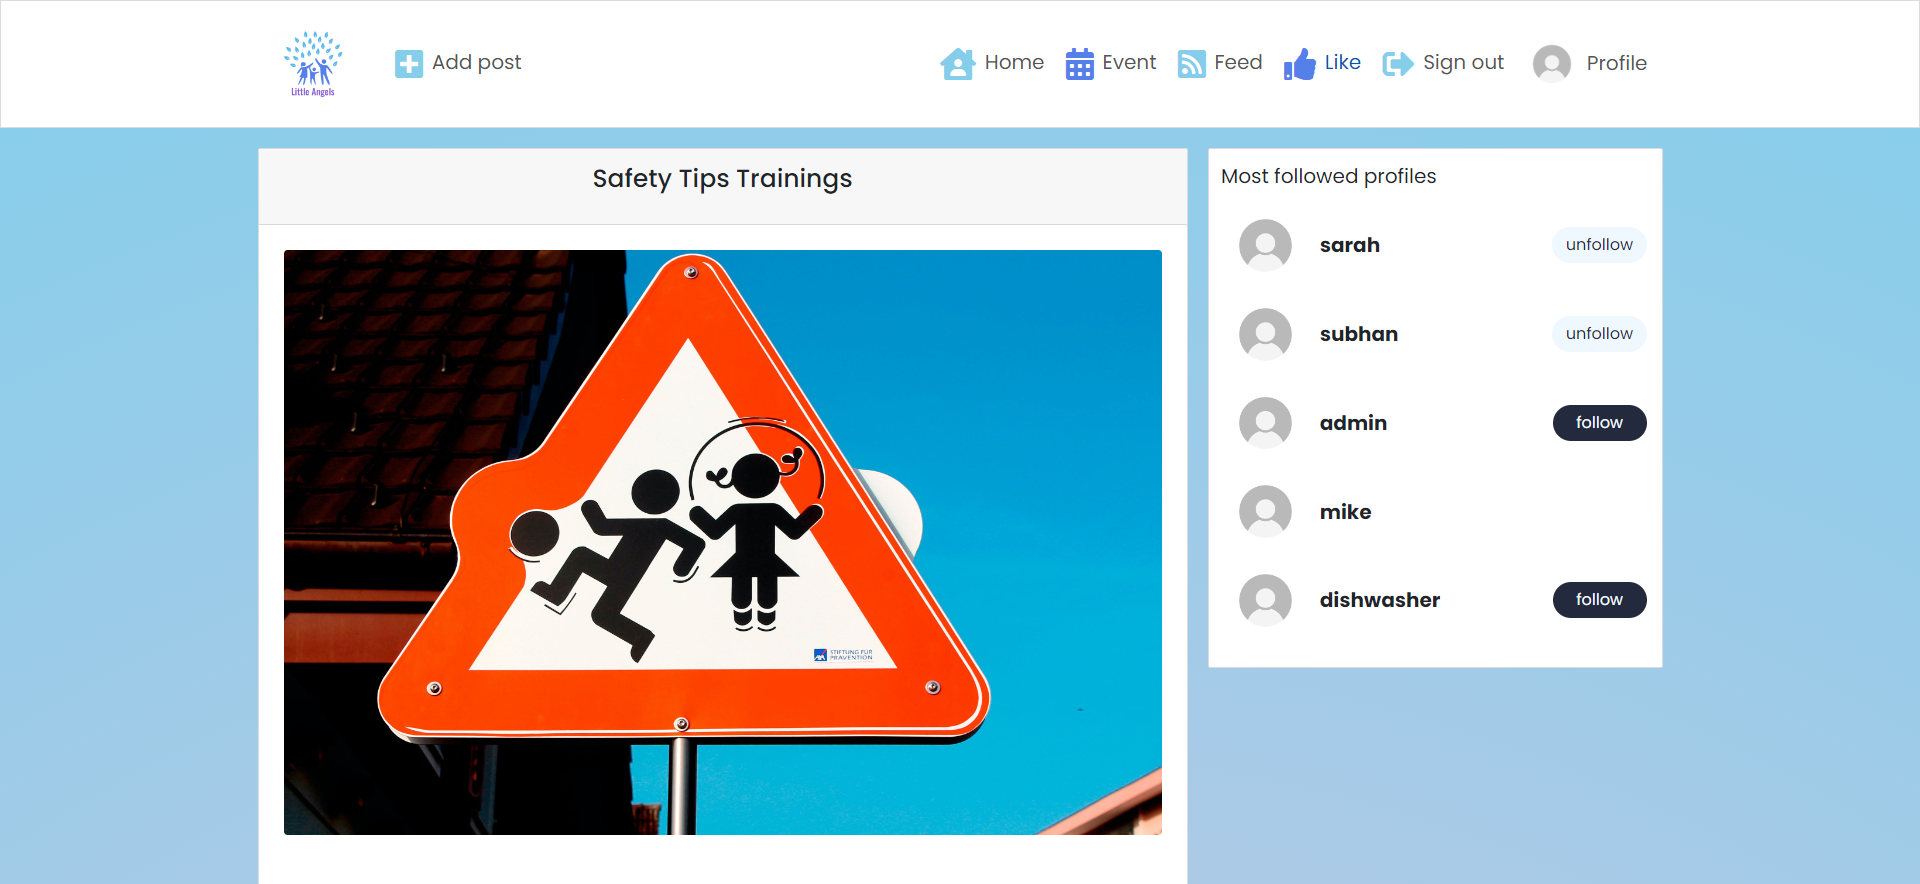 Little Angels
Add post
Home
Event
Feed
Like
Sign out
Profile
Safety Tips Trainings
STIFTUNG FÜR
PRÄVENTION
Most followed profiles
sarah
unfollow
subhan
unfollow
admin
follow
mike
dishwasher
follow